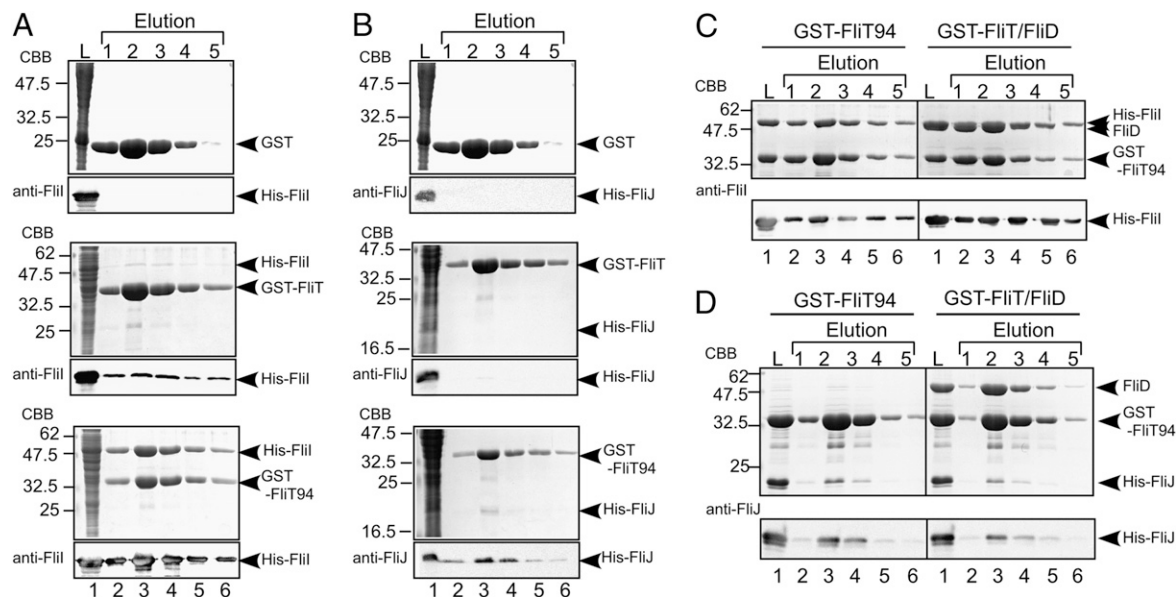 A
Elution
L 1 2 3 4 5
CBB
47.5
32.5
25
GST
anti-FliI
His-FliI
CBB
62
47.5
32.5
25
His-FliI
GST-FliT
anti-FliI
His-FliI
CBB
62
47.5
32.5
25
His-FliI
GST
-FliT94
anti-FliI
His-FliI
1 2 3 4 5 6
B
Elution
L 1 2 3 4 5
CBB
47.5
32.5
25
GST
anti-FliJ
His-FliJ
CBB
47.5
32.5
25
16.5
GST-FliT
His-FliJ
anti-FliJ
His-FliJ
CBB
47.5
32.5
25
16.5
GST
-FliT94
His-FliJ
anti-FliJ
His-FliJ
1 2 3 4 5 6
C
GST-FliT94 GST-FliT/FliD
Elution Elution
L 1 2 3 4 5 L 1 2 3 4 5
CBB
62
47.5
32.5
His-FliI
FliD
GST
-FliT94
anti-FliI
His-FliI
1 2 3 4 5 6 1 2 3 4 5 6
D
GST-FliT94 GST-FliT/FliD
Elution Elution
L 1 2 3 4 5 L 1 2 3 4 5
CBB
62
47.5
32.5
25
FliD
GST
-FliT94
His-FliJ
anti-FliJ
His-FliJ
1 2 3 4 5 6 1 2 3 4 5 6